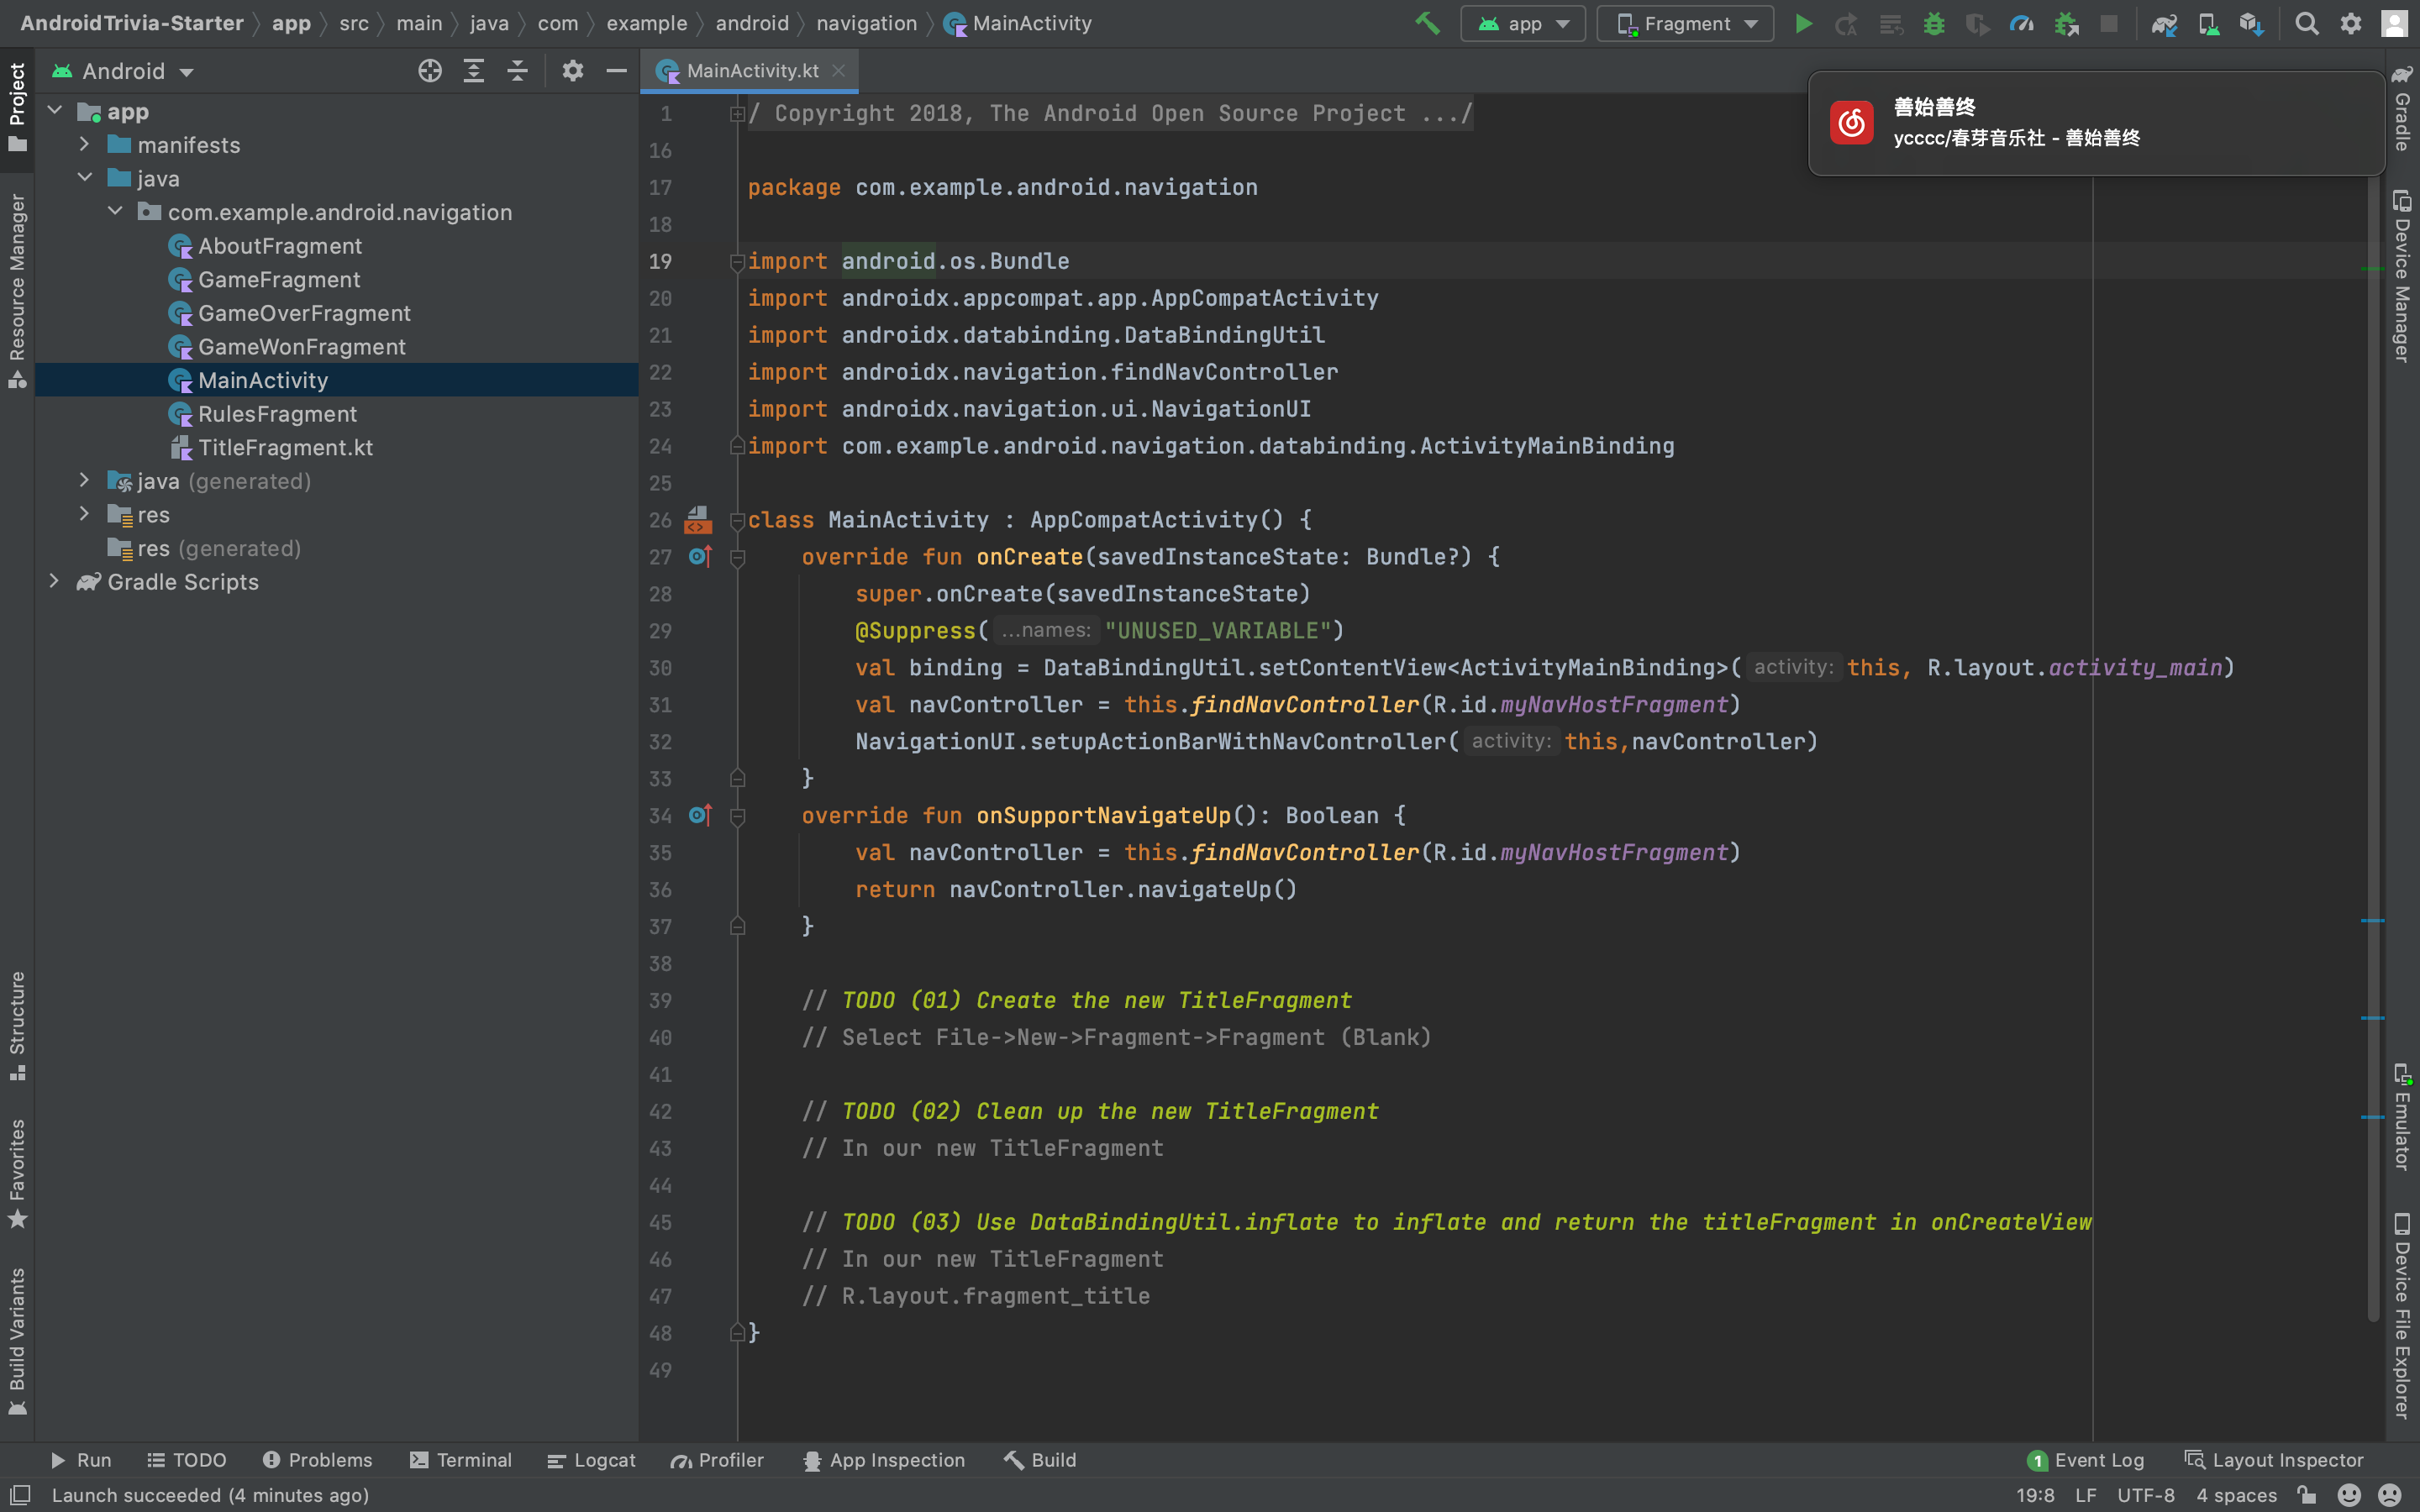 AndroidTrivia-Starter app src main java com example android navigation MainActivity
app
Fragment
Project
Resource Manager
Structure
Favorites
Build Variants
Android
app
manifests
java
com.example.android.navigation
AboutFragment
GameFragment
GameOverFragment
GameWonFragment
MainActivity
RulesFragment
TitleFragment.kt
java (generated)
res
res (generated)
Gradle Scripts
MainActivity.kt
1 / Copyright 2018, The Android Open Source Project .../
16
17 package com.example.android.navigation
18
19 import android.os.Bundle
20 import androidx.appcompat.app.AppCompatActivity
21 import androidx.databinding.DataBindingUtil
22 import androidx.navigation.findNavController
23 import androidx.navigation.ui.NavigationUI
24 import com.example.android.navigation.databinding.ActivityMainBinding
25
26 class MainActivity : AppCompatActivity() {
27 override fun onCreate(savedInstanceState: Bundle?) {
28 super.onCreate(savedInstanceState)
29 @Suppress( ...names: "UNUSED_VARIABLE")
30 val binding = DataBindingUtil.setContentView<ActivityMainBinding>( activity: this, R.layout.activity_main)
31 val navController = this.findNavController(R.id.myNavHostFragment)
32 NavigationUI.setupActionBarWithNavController( activity: this,navController)
33 }
34 override fun onSupportNavigateUp(): Boolean {
35 val navController = this.findNavController(R.id.myNavHostFragment)
36 return navController.navigateUp()
37 }
38
39 // TODO (01) Create the new TitleFragment
40 // Select File->New->Fragment->Fragment (Blank)
41
42 // TODO (02) Clean up the new TitleFragment
43 // In our new TitleFragment
44
45 // TODO (03) Use DataBindingUtil.inflate to inflate and return the titleFragment in onCreateView
46 // In our new TitleFragment
47 // R.layout.fragment_title
48 }
49
善始善终
ycccc/春芽音乐社 - 善始善终
Gradle
Device Manager
Emulator
Device File Explorer
Run TODO Problems Terminal Logcat Profiler App Inspection Build
1 Event Log Layout Inspector
Launch succeeded (4 minutes ago)
19:8 LF UTF-8 4 spaces